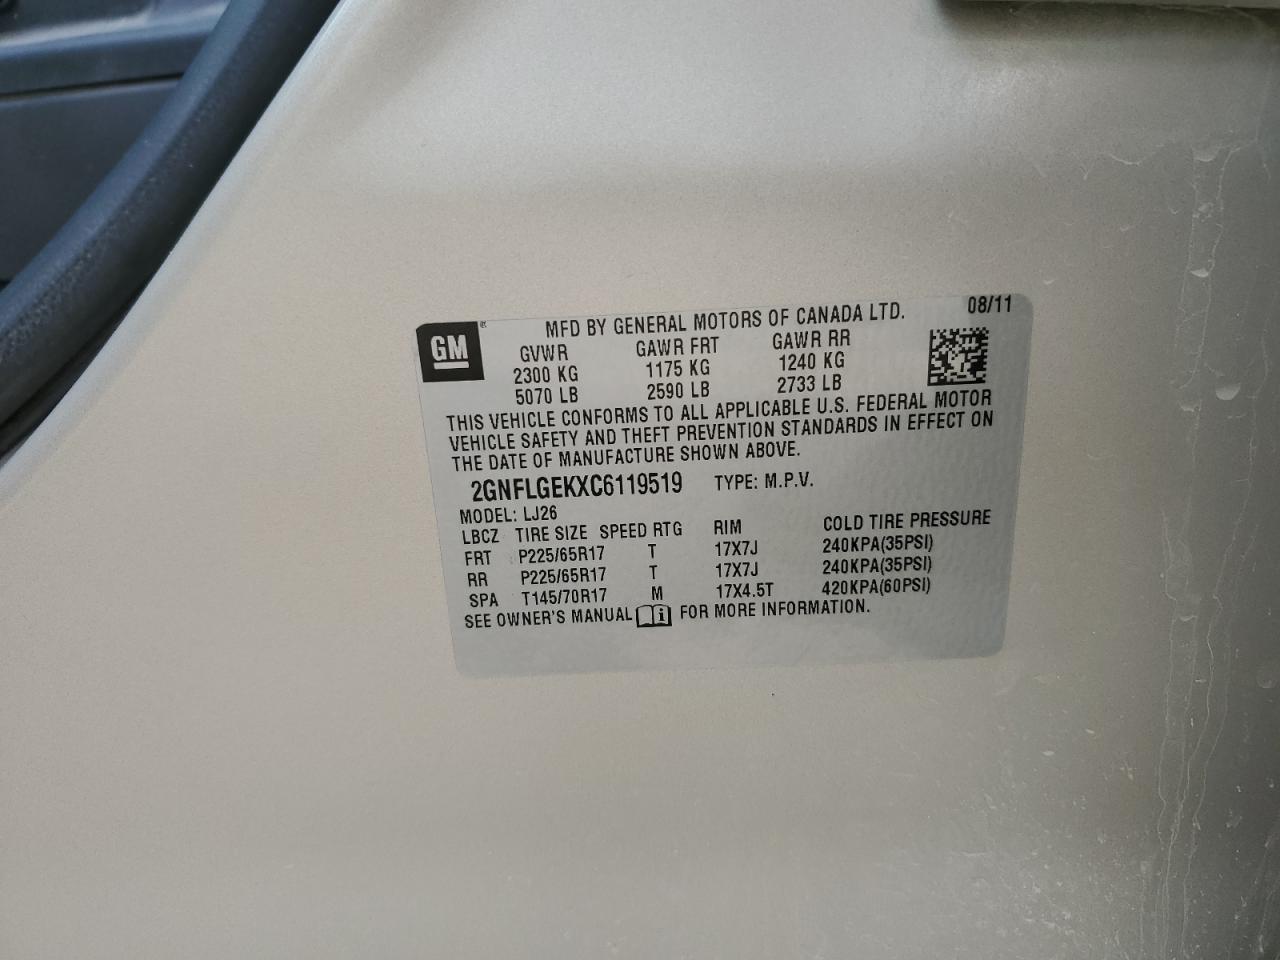 MFD BY GENERAL MOTORS OF CANADA LTD. 08/11
GM ®
GVWR GAWR FRT GAWR RR
2300 KG 1175 KG 1240 KG
5070 LB 2590 LB 2733 LB
THIS VEHICLE CONFORMS TO ALL APPLICABLE U.S. FEDERAL MOTOR
VEHICLE SAFETY AND THEFT PREVENTION STANDARDS IN EFFECT ON
THE DATE OF MANUFACTURE SHOWN ABOVE.
2GNFLGEKXC6119519 TYPE: M.P.V.
MODEL: LJ26
LBCZ TIRE SIZE SPEED RTG RIM COLD TIRE PRESSURE
FRT P225/65R17 T 17X7J 240KPA(35PSI)
RR P225/65R17 T 17X7J 240KPA(35PSI)
SPA T145/70R17 M 17X4.5T 420KPA(60PSI)
SEE OWNER'S MANUAL i FOR MORE INFORMATION.